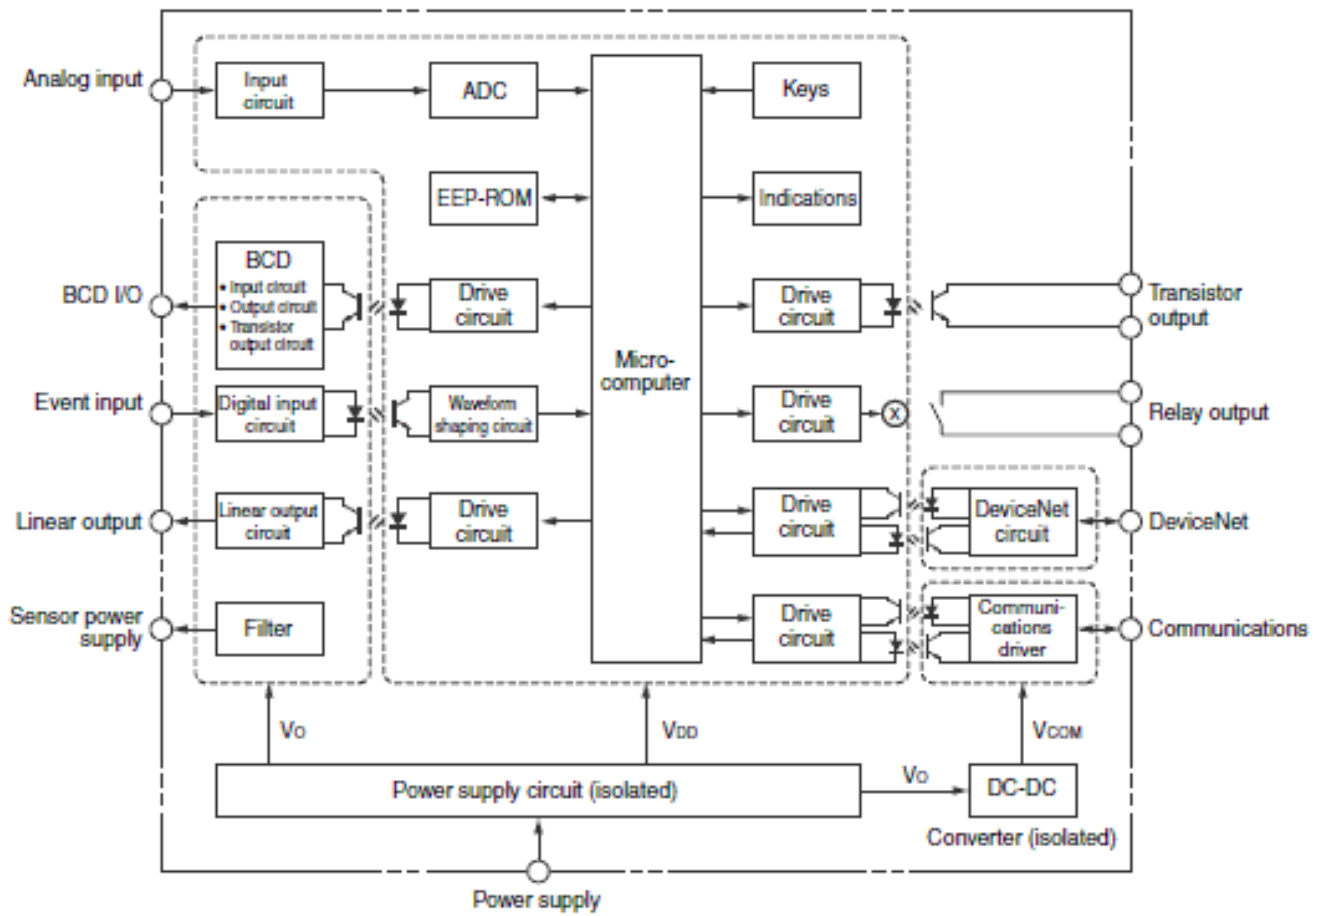 Analog input
Input
circuit
ADC
Keys
EEP-ROM
Indications
BCD I/O
BCD
• Input circuit
• Output circuit
• Transistor
output circuit
Drive
circuit
Micro-
computer
Drive
circuit
Transistor
output
Event input
Digital input
circuit
Waveform
shaping circuit
Drive
circuit
X
Relay output
Linear output
Linear output
circuit
Drive
circuit
Drive
circuit
DeviceNet
circuit
DeviceNet
Sensor power
supply
Filter
Drive
circuit
Communi-
cations
driver
Communications
VO
VDD
VCOM
Power supply circuit (isolated)
VO
DC-DC
Converter (isolated)
Power supply